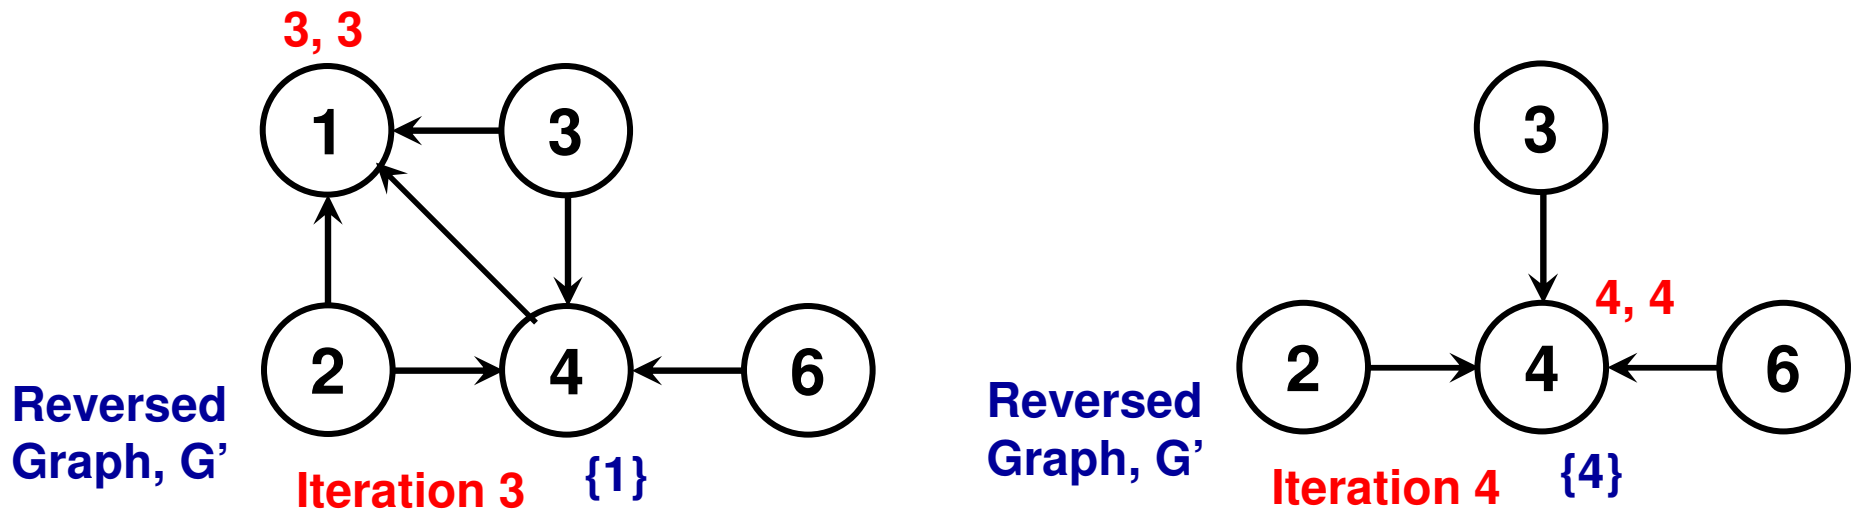 3, 3
1
3
2
4
6
Reversed
Graph, G’
Iteration 3
{1}
3
4, 4
2
4
6
Reversed
Graph, G’
Iteration 4
{4}